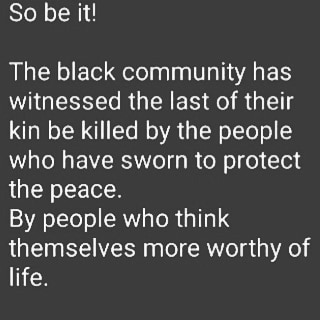 So be it!
The black community has
witnessed the last of their
kin be killed by the people
who have sworn to protect
the peace.
By people who think
themselves more worthy of
life.